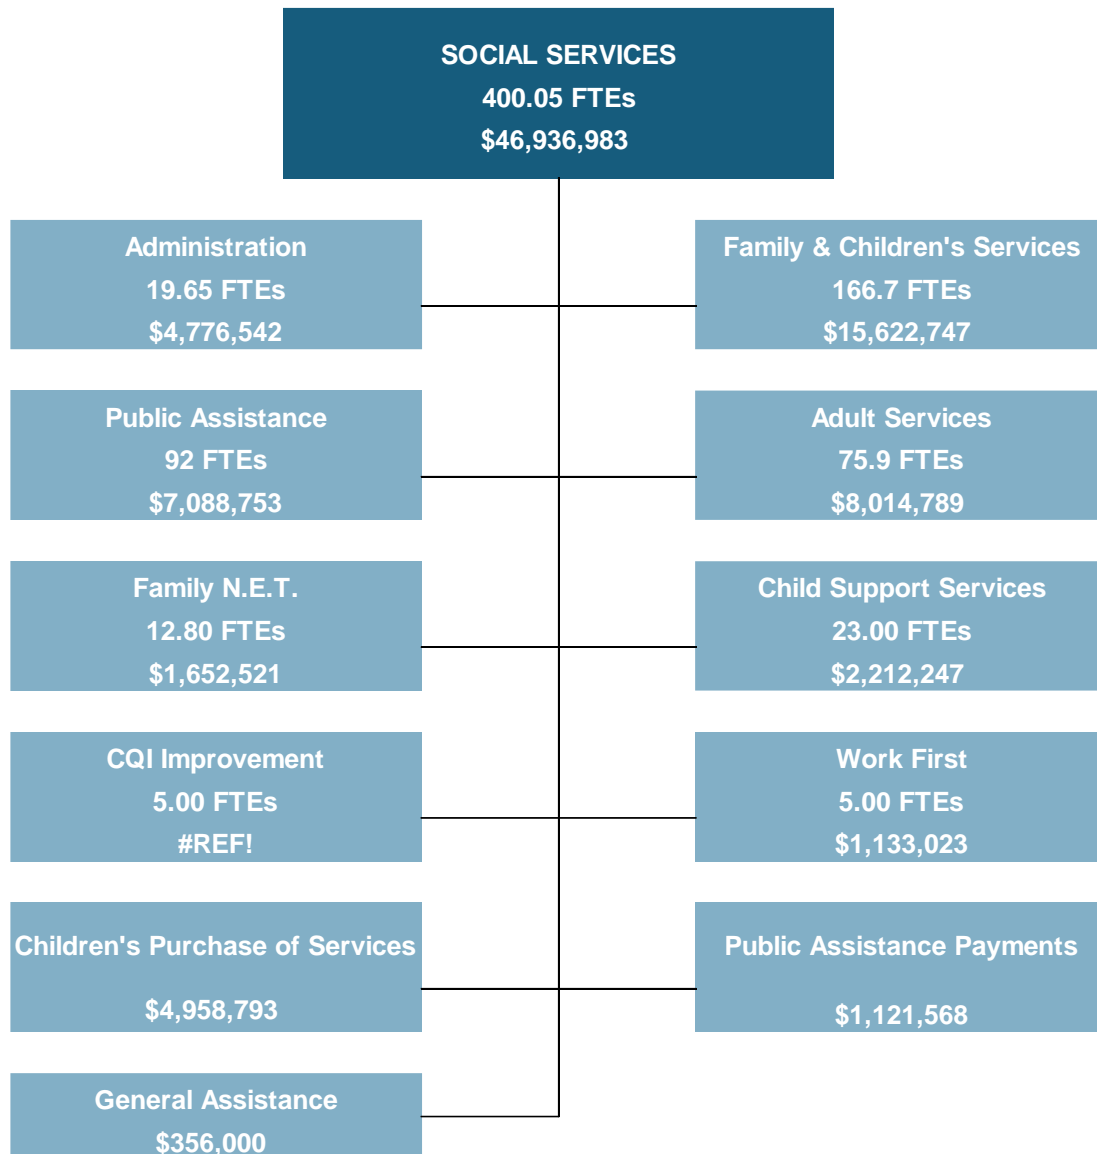 SOCIAL SERVICES
400.05 FTEs
$46,936,983
Administration
19.65 FTEs
$4,776,542
Family & Children's Services
166.7 FTEs
$15,622,747
Public Assistance
92 FTEs
$7,088,753
Adult Services
75.9 FTEs
$8,014,789
Family N.E.T.
12.80 FTEs
$1,652,521
Child Support Services
23.00 FTEs
$2,212,247
CQI Improvement
5.00 FTEs
#REF!
Work First
5.00 FTEs
$1,133,023
Children's Purchase of Services
$4,958,793
Public Assistance Payments
$1,121,568
General Assistance
$356,000